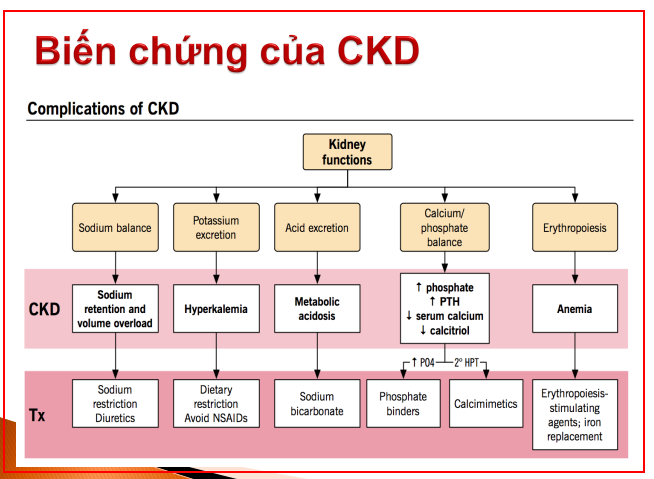 Biến chứng của CKD
Complications of CKD
Kidney
functions
Sodium balance
Potassium
excretion
Acid excretion
Calcium/
phosphate
balance
Erythropoiesis
CKD
Sodium
retention and
volume overload
Hyperkalemia
Metabolic
acidosis
↑ phosphate
↑ PTH
↓ serum calcium
↓ calcitriol
Anemia
↑ PO4
2° HPT
Tx
Sodium
restriction
Diuretics
Dietary
restriction
Avoid NSAIDs
Sodium
bicarbonate
Phosphate
binders
Calcimimetics
Erythropoiesis-
stimulating
agents; iron
replacement